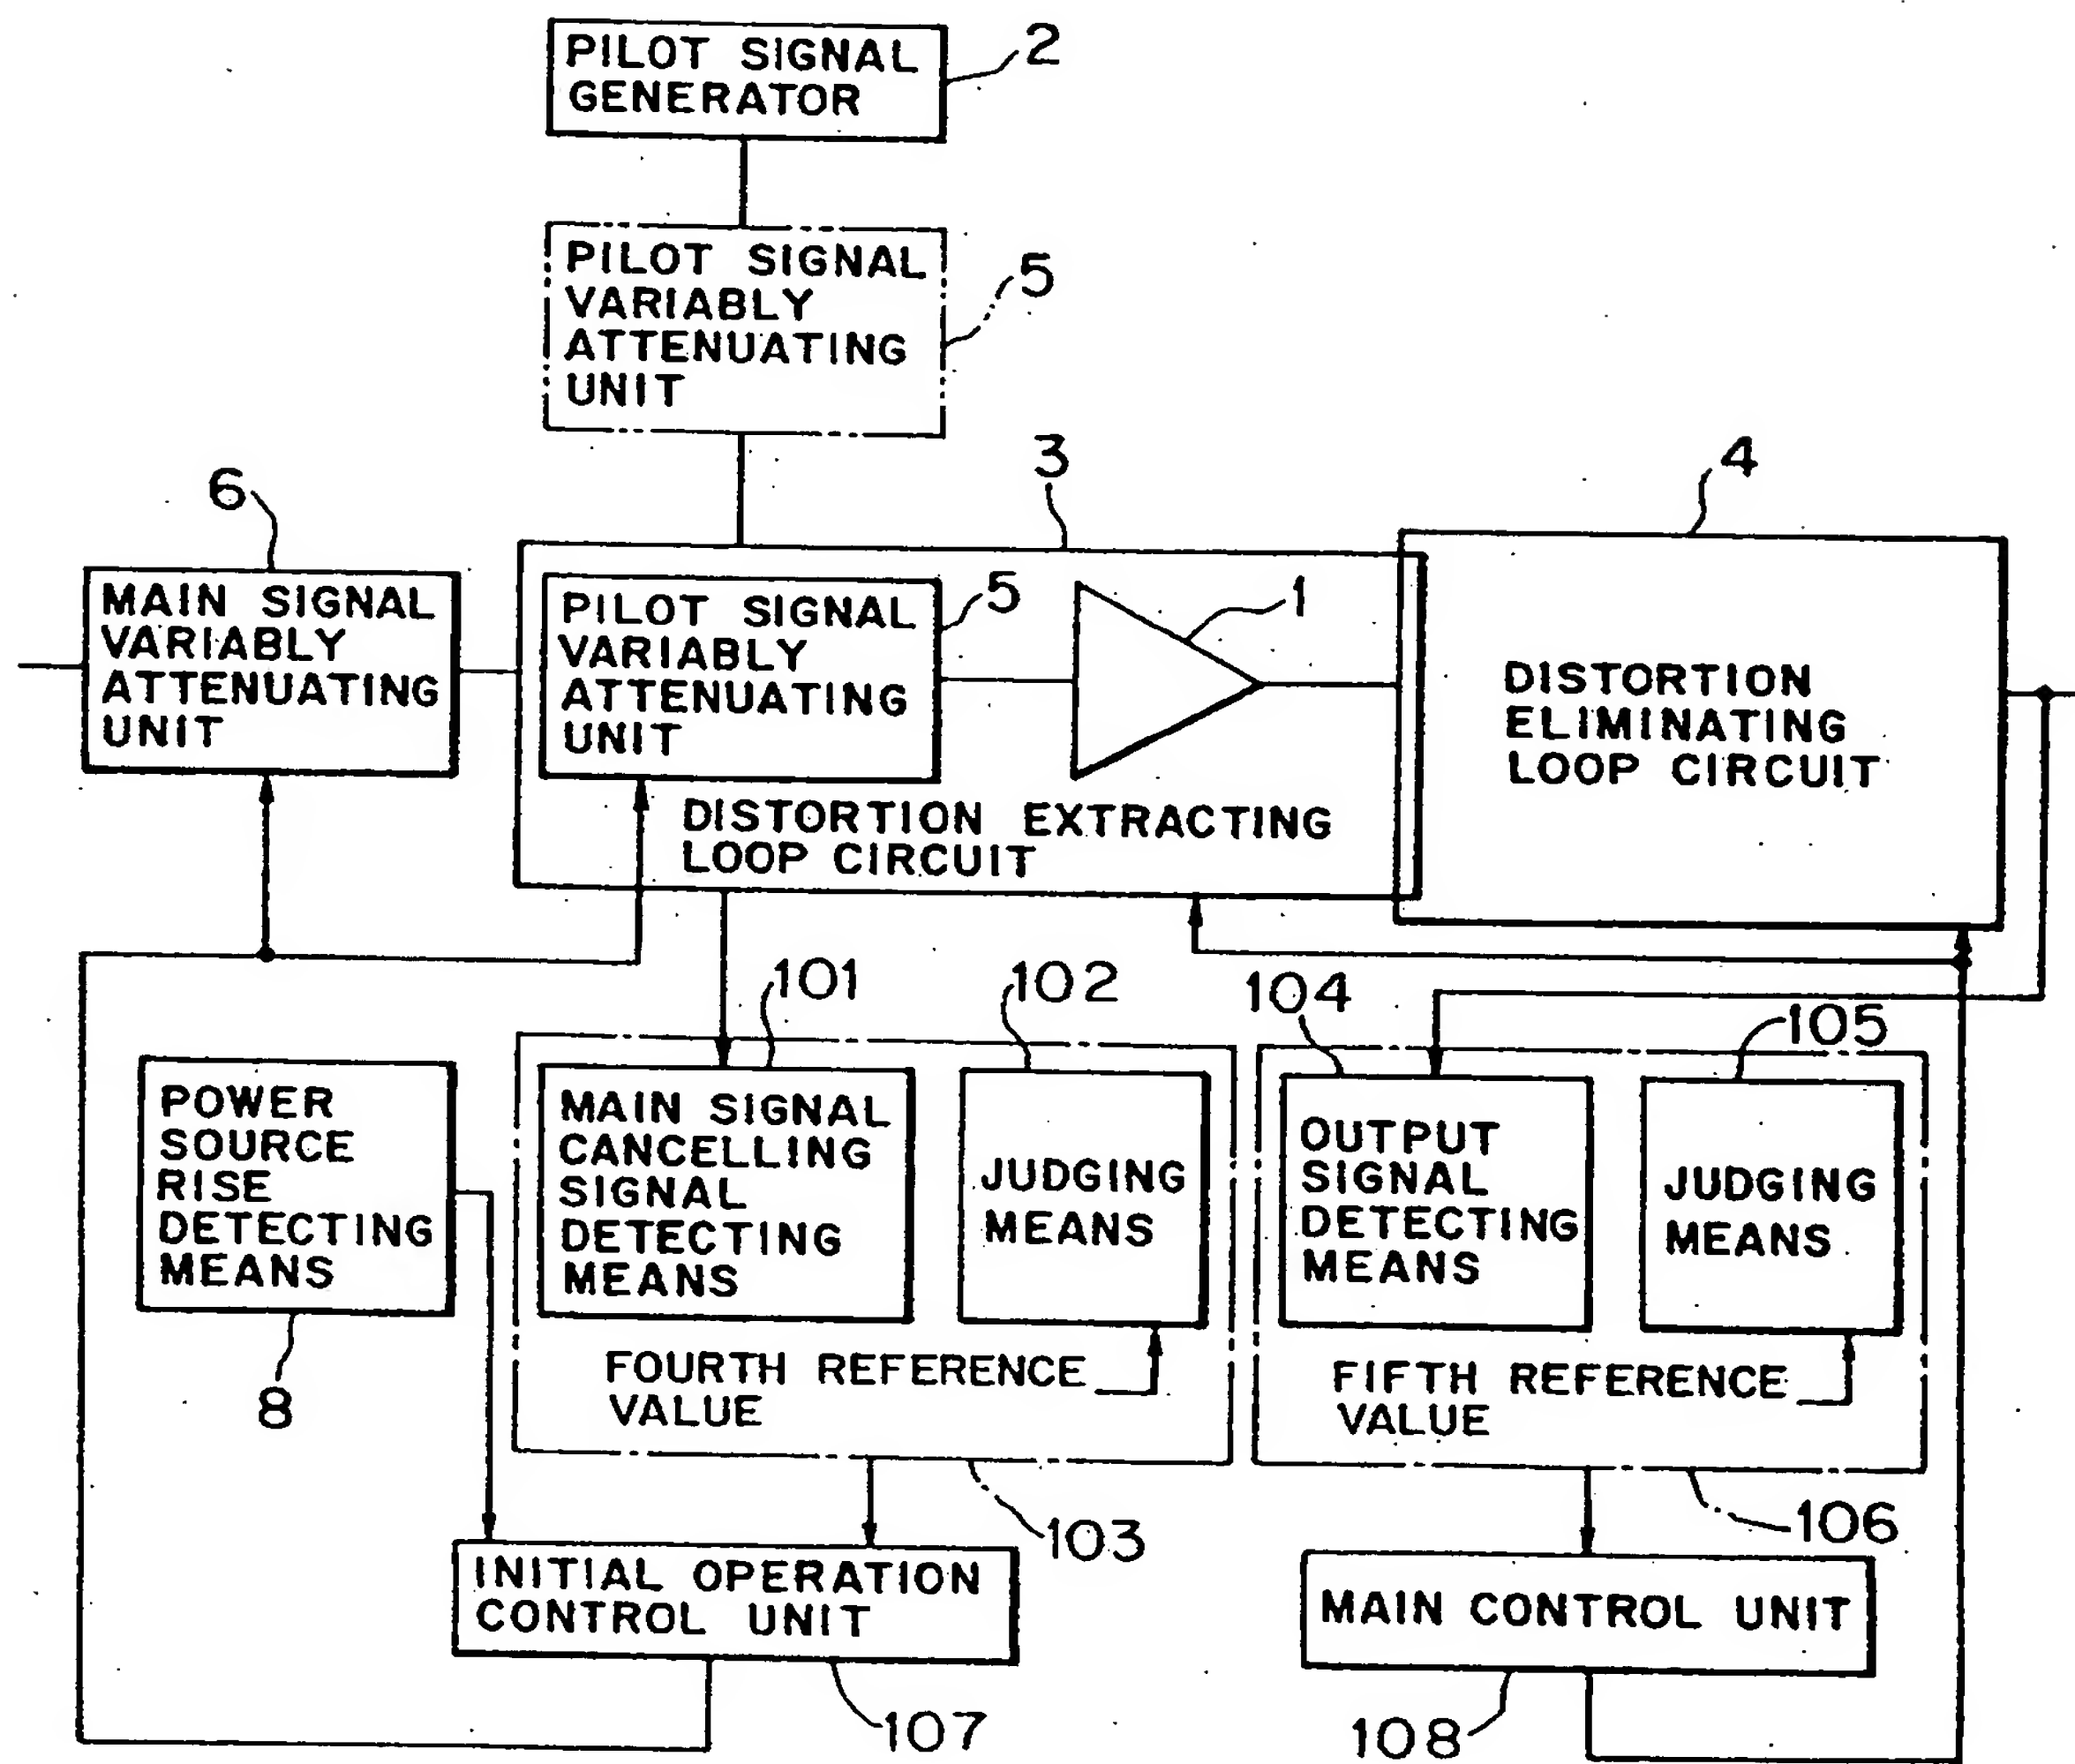 PILOT SIGNAL
GENERATOR
2
PILOT SIGNAL
VARIABLY
ATTENUATING
UNIT
5
3
4
6
MAIN SIGNAL
VARIABLY
ATTENUATING
UNIT
PILOT SIGNAL
VARIABLY
ATTENUATING
UNIT
5
1
DISTORTION EXTRACTING
LOOP CIRCUIT
DISTORTION
ELIMINATING
LOOP CIRCUIT
101
102
104
105
POWER
SOURCE
RISE
DETECTING
MEANS
8
MAIN SIGNAL
CANCELLING
SIGNAL
DETECTING
MEANS
JUDGING
MEANS
FOURTH REFERENCE
VALUE
OUTPUT
SIGNAL
DETECTING
MEANS
JUDGING
MEANS
FIFTH REFERENCE
VALUE
103
106
INITIAL OPERATION
CONTROL UNIT
107
MAIN CONTROL UNIT
108